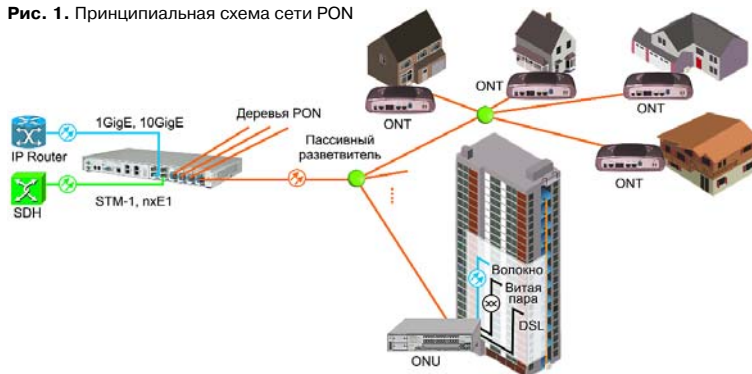 Рис. 1. Принципиальная схема сети PON
1GigE, 10GigE
IP Router
SDH
STM-1, nxE1
Деревья PON
Пассивный
разветвитель
ONT
ONT
ONT
ONT
Волокно
Витая
пара
DSL
ONU